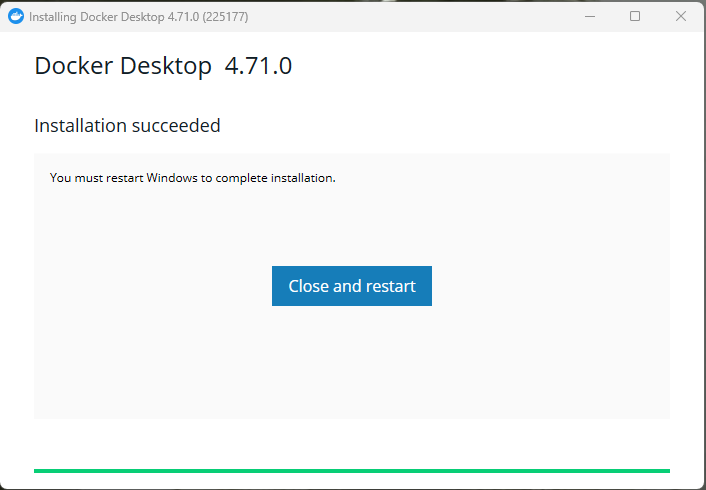 Installing Docker Desktop 4.71.0 (225177)
Docker Desktop 4.71.0
Installation succeeded
You must restart Windows to complete installation.
Close and restart